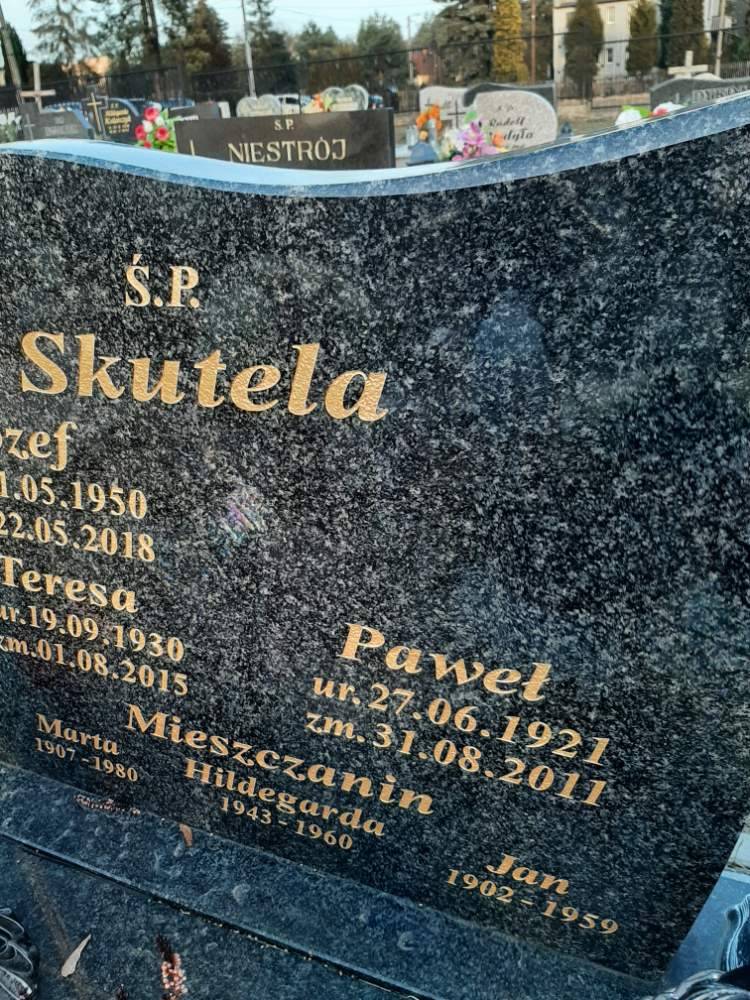 Ś.P.
NIESTRÓJ
Rudolf
Ś.P.
Skutela
ózef
1.05.1950
22.05.2018
Teresa
ur.19.09.1930
zm.01.08.2015
Paweł
ur.27.06.1921
zm.31.08.2011
Mieszczanin
Marta
1907-1980
Hildegarda
1943-1960
Jan
1902-1959